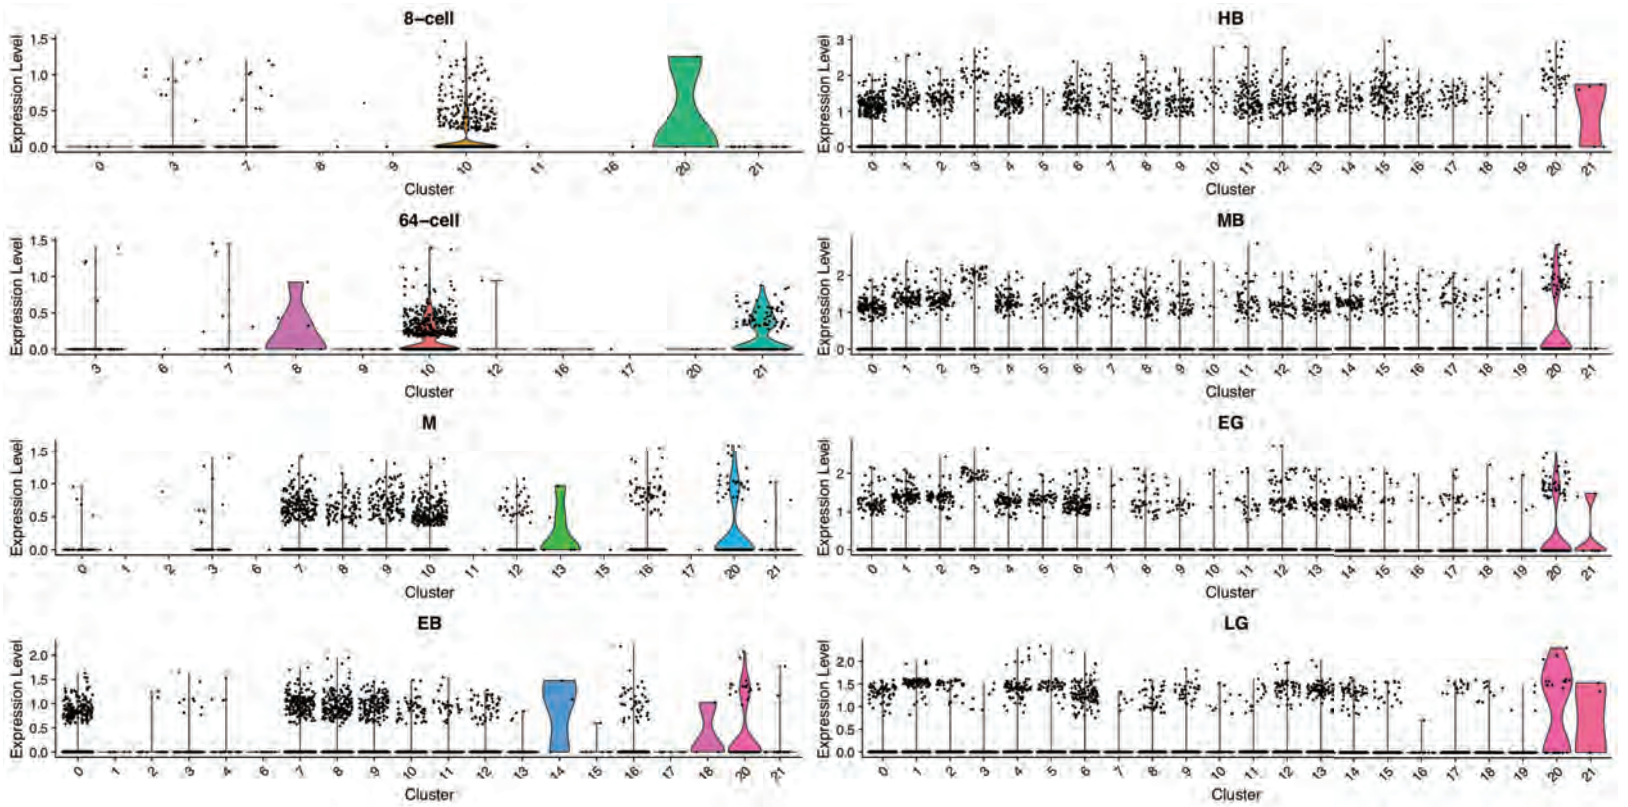 8-cell
Expression Level
1.5
1.0
0.5
0.0
0 3 7 8 9 10 11 18 20 21
Cluster
64-cell
Expression Level
1.5
1.0
0.5
0.0
3 6 7 8 9 10 12 16 17 20 21
Cluster
M
Expression Level
1.5
1.0
0.5
0.0
0 1 2 3 6 7 8 9 10 11 12 13 15 16 17 20 21
Cluster
EB
Expression Level
2.0
1.5
1.0
0.5
0.0
0 1 2 3 4 6 7 8 9 10 11 12 13 14 15 16 17 18 20 21
Cluster
HB
Expression Level
3
2
1
0
0 1 2 3 4 5 6 7 8 9 10 11 12 13 14 15 16 17 18 19 20 21
Cluster
MB
Expression Level
2
1
0
0 1 2 3 4 5 6 7 8 9 10 11 12 13 14 15 16 17 18 19 20 21
Cluster
EG
Expression Level
2
1
0
0 1 2 3 4 5 6 7 8 9 10 11 12 13 14 15 16 17 18 19 20 21
Cluster
LG
Expression Level
2.0
1.5
1.0
0.5
0.0
0 1 2 3 4 5 6 7 8 9 10 11 12 13 14 15 16 17 18 19 20 21
Cluster